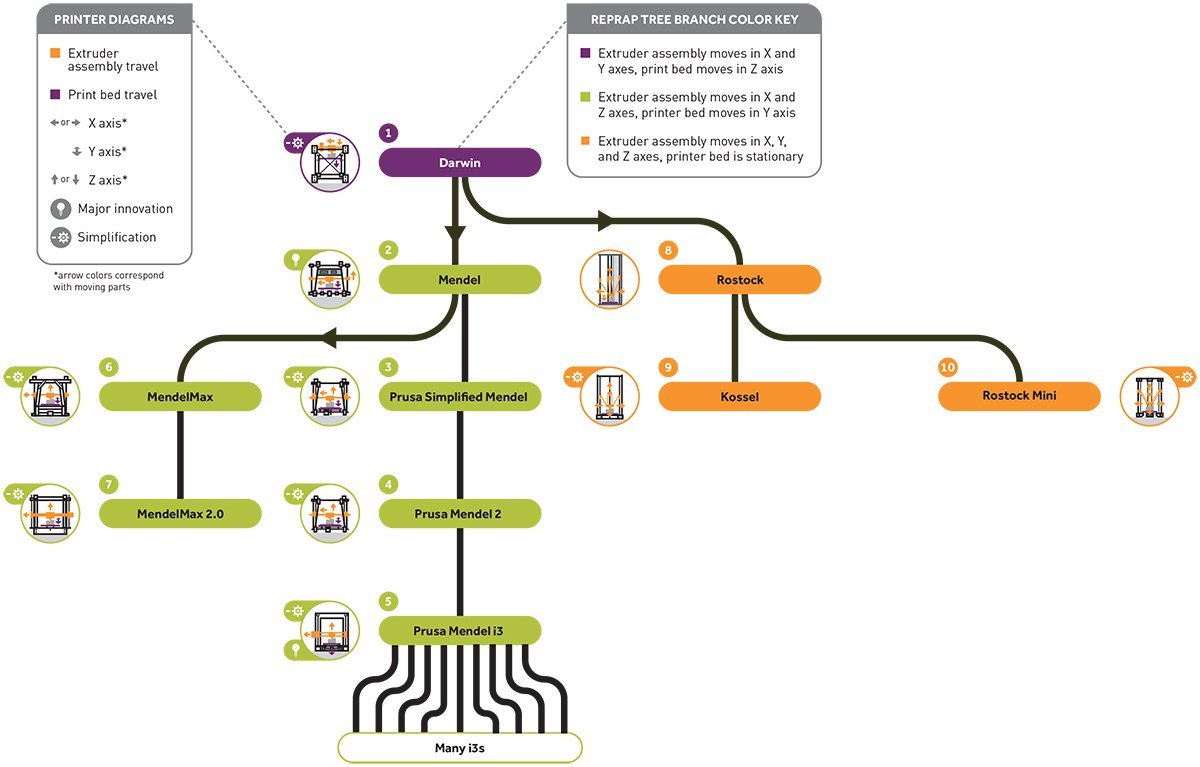 PRINTER DIAGRAMS
Extruder
assembly travel
Print bed travel
or
X axis*
Y axis*
or
Z axis*
Major innovation
Simplification
*arrow colors correspond
with moving parts
REPRAP TREE BRANCH COLOR KEY
Extruder assembly moves in X and
Y axes, print bed moves in Z axis
Extruder assembly moves in X and
Z axes, printer bed moves in Y axis
Extruder assembly moves in X, Y,
and Z axes, printer bed is stationary
1
Darwin
2
Mendel
8
Rostock
6
MendelMax
3
Prusa Simplified Mendel
9
Kossel
10
Rostock Mini
7
MendelMax 2.0
4
Prusa Mendel 2
5
Prusa Mendel i3
Many i3s